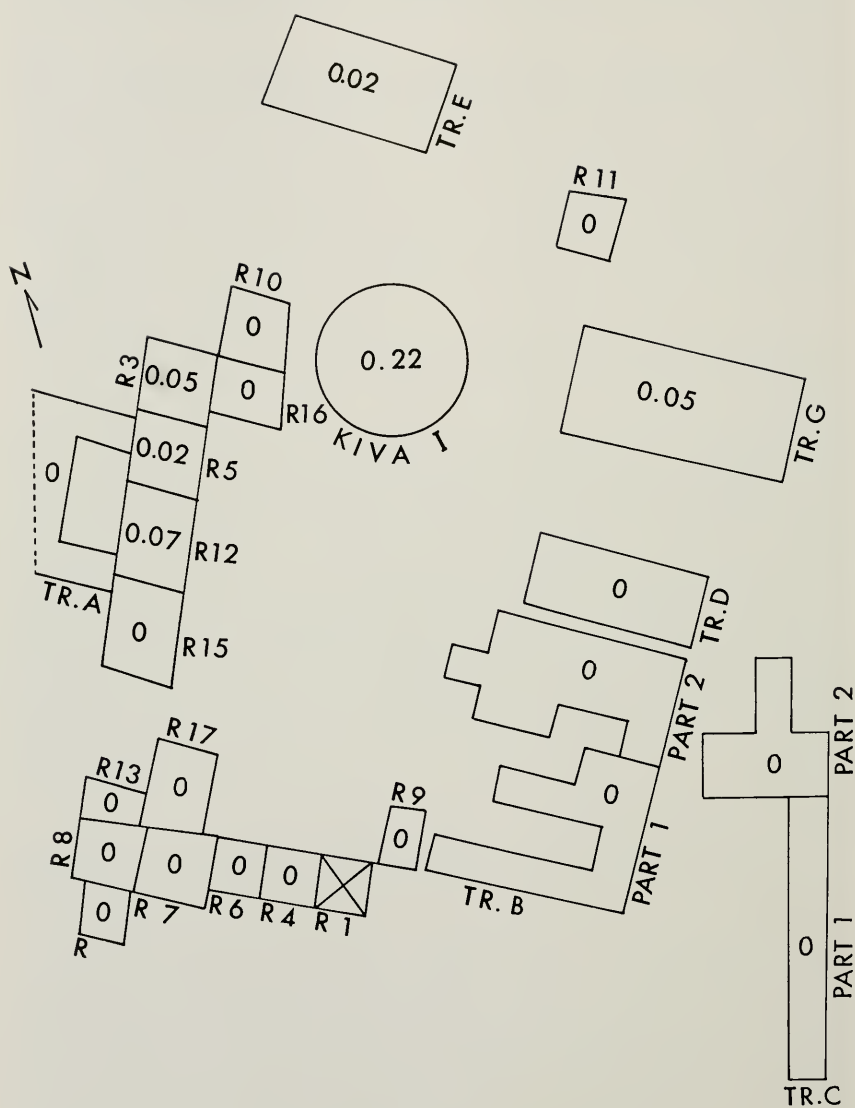 0.02
TR.E
R 11
0
N
R10
0
0.22
KIVA I
R3
0.05
0
R16
0.05
TR.G
0.02
R5
0
0.07
R12
TR.A
0
R15
0
TR.D
0
PART 2
R17
0
R13
0
R9
0
0
PART 1
TR. B
R8
0
0
R 7
0
R6
0
R4
R 1
0
R
0
PART 2
0
PART 1
TR.C